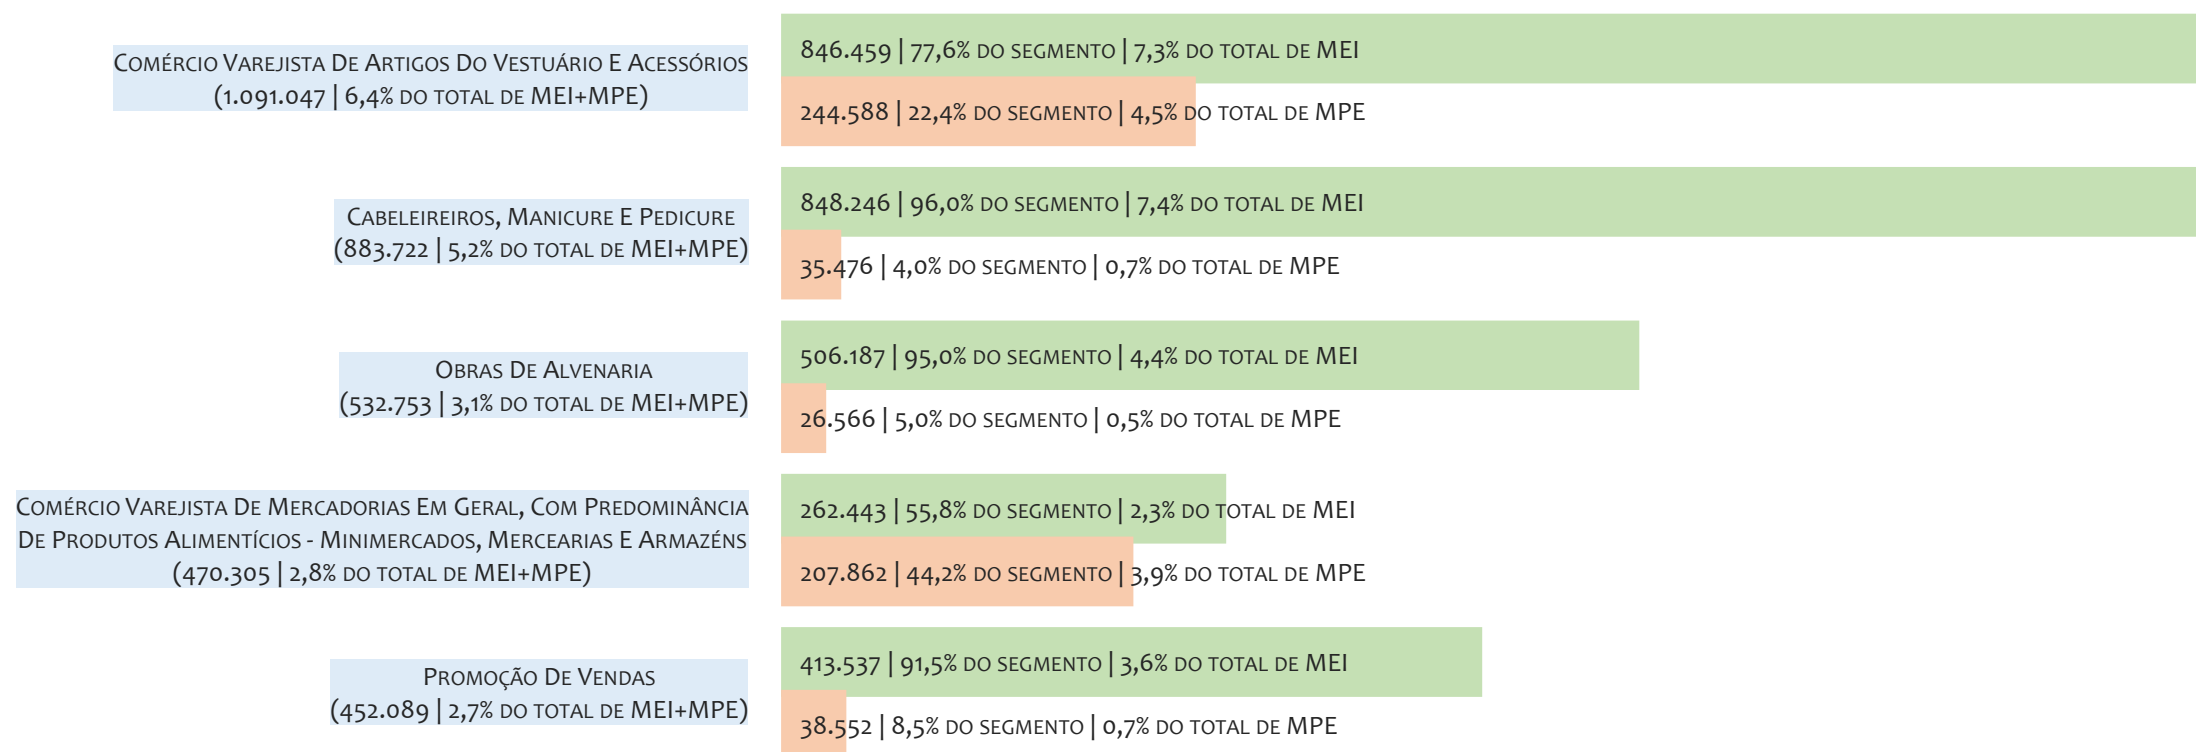 Comércio Varejista De Artigos Do Vestuário E Acessórios
(1.091.047 | 6,4% do total de MEI+MPE)
846.459 | 77,6% do segmento | 7,3% do total de MEI
244.588 | 22,4% do segmento | 4,5% do total de MPE
Cabeleireiros, Manicure E Pedicure
(883.722 | 5,2% do total de MEI+MPE)
848.246 | 96,0% do segmento | 7,4% do total de MEI
35.476 | 4,0% do segmento | 0,7% do total de MPE
Obras De Alvenaria
(532.753 | 3,1% do total de MEI+MPE)
506.187 | 95,0% do segmento | 4,4% do total de MEI
26.566 | 5,0% do segmento | 0,5% do total de MPE
Comércio Varejista De Mercadorias Em Geral, Com Predominância
De Produtos Alimentícios - Minimercados, Mercearias E Armazéns
(470.305 | 2,8% do total de MEI+MPE)
262.443 | 55,8% do segmento | 2,3% do total de MEI
207.862 | 44,2% do segmento | 3,9% do total de MPE
Promoção De Vendas
(452.089 | 2,7% do total de MEI+MPE)
413.537 | 91,5% do segmento | 3,6% do total de MEI
38.552 | 8,5% do segmento | 0,7% do total de MPE